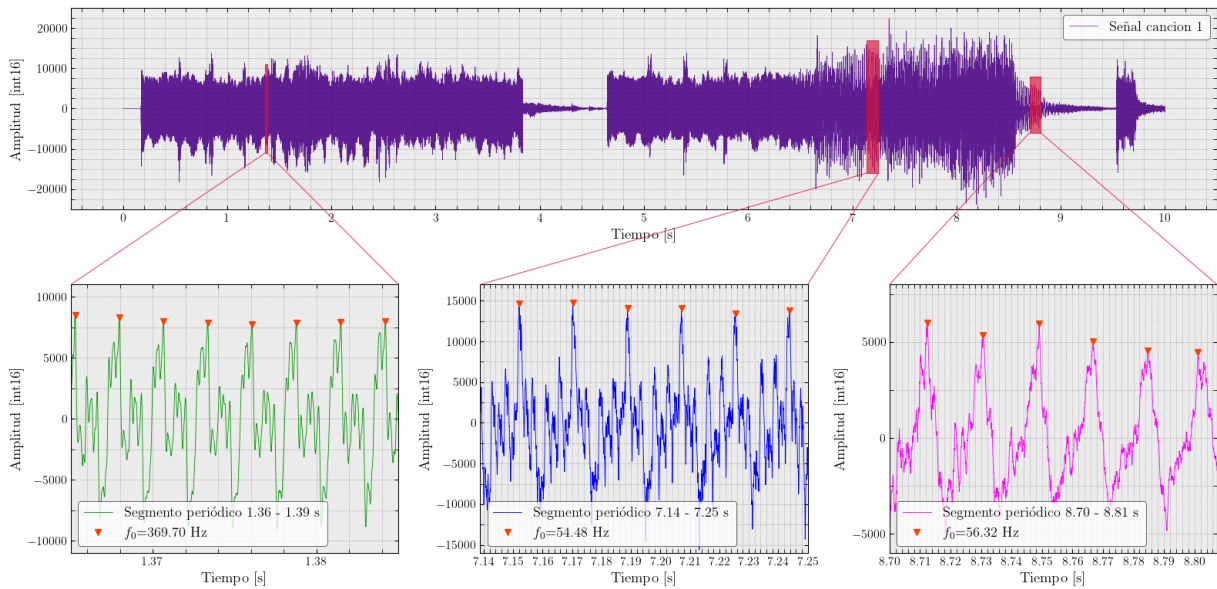 20000
10000
0
−10000
−20000
Amplitud [int16]
Señal cancion 1
0 1 2 3 4 5 6 7 8 9 10
Tiempo [s]
10000
5000
0
−5000
−10000
Amplitud [int16]
Segmento periódico 1.36 - 1.39 s
f0=369.70 Hz
1.37 1.38
Tiempo [s]
15000
10000
5000
0
−5000
−10000
−15000
Amplitud [int16]
Segmento periódico 7.14 - 7.25 s
f0=54.48 Hz
7.14 7.15 7.16 7.17 7.18 7.19 7.20 7.21 7.22 7.23 7.24 7.25
Tiempo [s]
5000
0
−5000
Amplitud [int16]
Segmento periódico 8.70 - 8.81 s
f0=56.32 Hz
8.70 8.71 8.72 8.73 8.74 8.75 8.76 8.77 8.78 8.79 8.80
Tiempo [s]